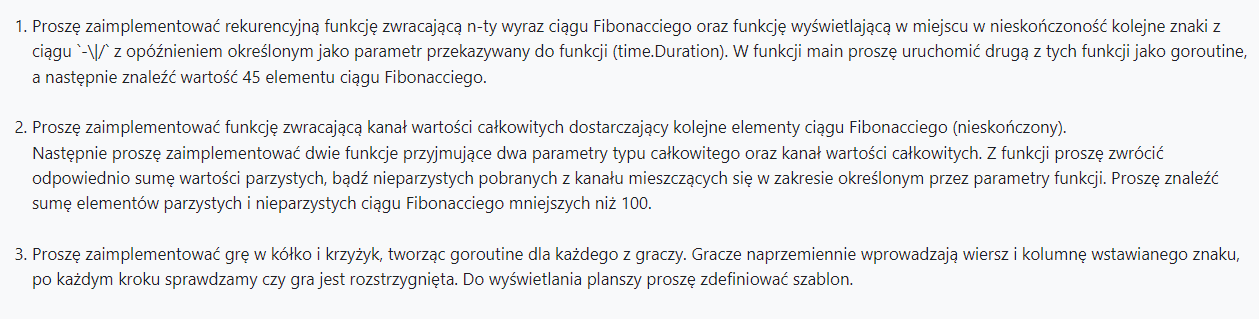 1. Proszę zaimplementować rekurencyjną funkcję zwracającą n-ty wyraz ciągu Fibonacciego oraz funkcję wyświetlającą w miejscu w nieskończoność kolejne znaki z
ciągu `-\|/` z opóźnieniem określonym jako parametr przekazywany do funkcji (time.Duration). W funkcji main proszę uruchomić drugą z tych funkcji jako goroutine,
a następnie znaleźć wartość 45 elementu ciągu Fibonacciego.
2. Proszę zaimplementować funkcję zwracającą kanał wartości całkowitych dostarczający kolejne elementy ciągu Fibonacciego (nieskończony).
Następnie proszę zaimplementować dwie funkcje przyjmujące dwa parametry typu całkowitego oraz kanał wartości całkowitych. Z funkcji proszę zwrócić
odpowiednio sumę wartości parzystych, bądź nieparzystych pobranych z kanału mieszczących się w zakresie określonym przez parametry funkcji. Proszę znaleźć
sumę elementów parzystych i nieparzystych ciągu Fibonacciego mniejszych niż 100.
3. Proszę zaimplementować grę w kółko i krzyżyk, tworząc goroutine dla każdego z graczy. Gracze naprzemiennie wprowadzają wiersz i kolumnę wstawianego znaku,
po każdym kroku sprawdzamy czy gra jest rozstrzygnięta. Do wyświetlania planszy proszę zdefiniować szablon.